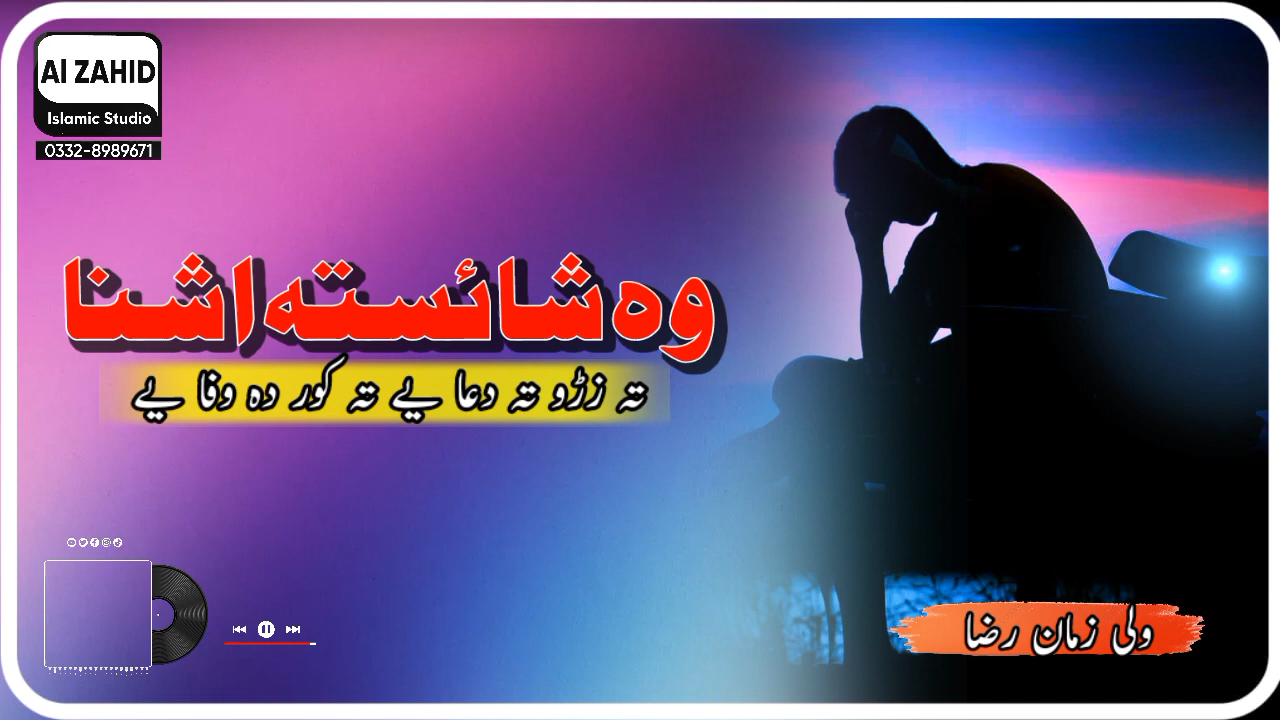 AI ZAHID
Islamic Studio
0332-8989671
وہ شائستہ اشنا
تہ زڑو تہ دعا یے تہ کور دہ وفا یے
ولی زمان رضا